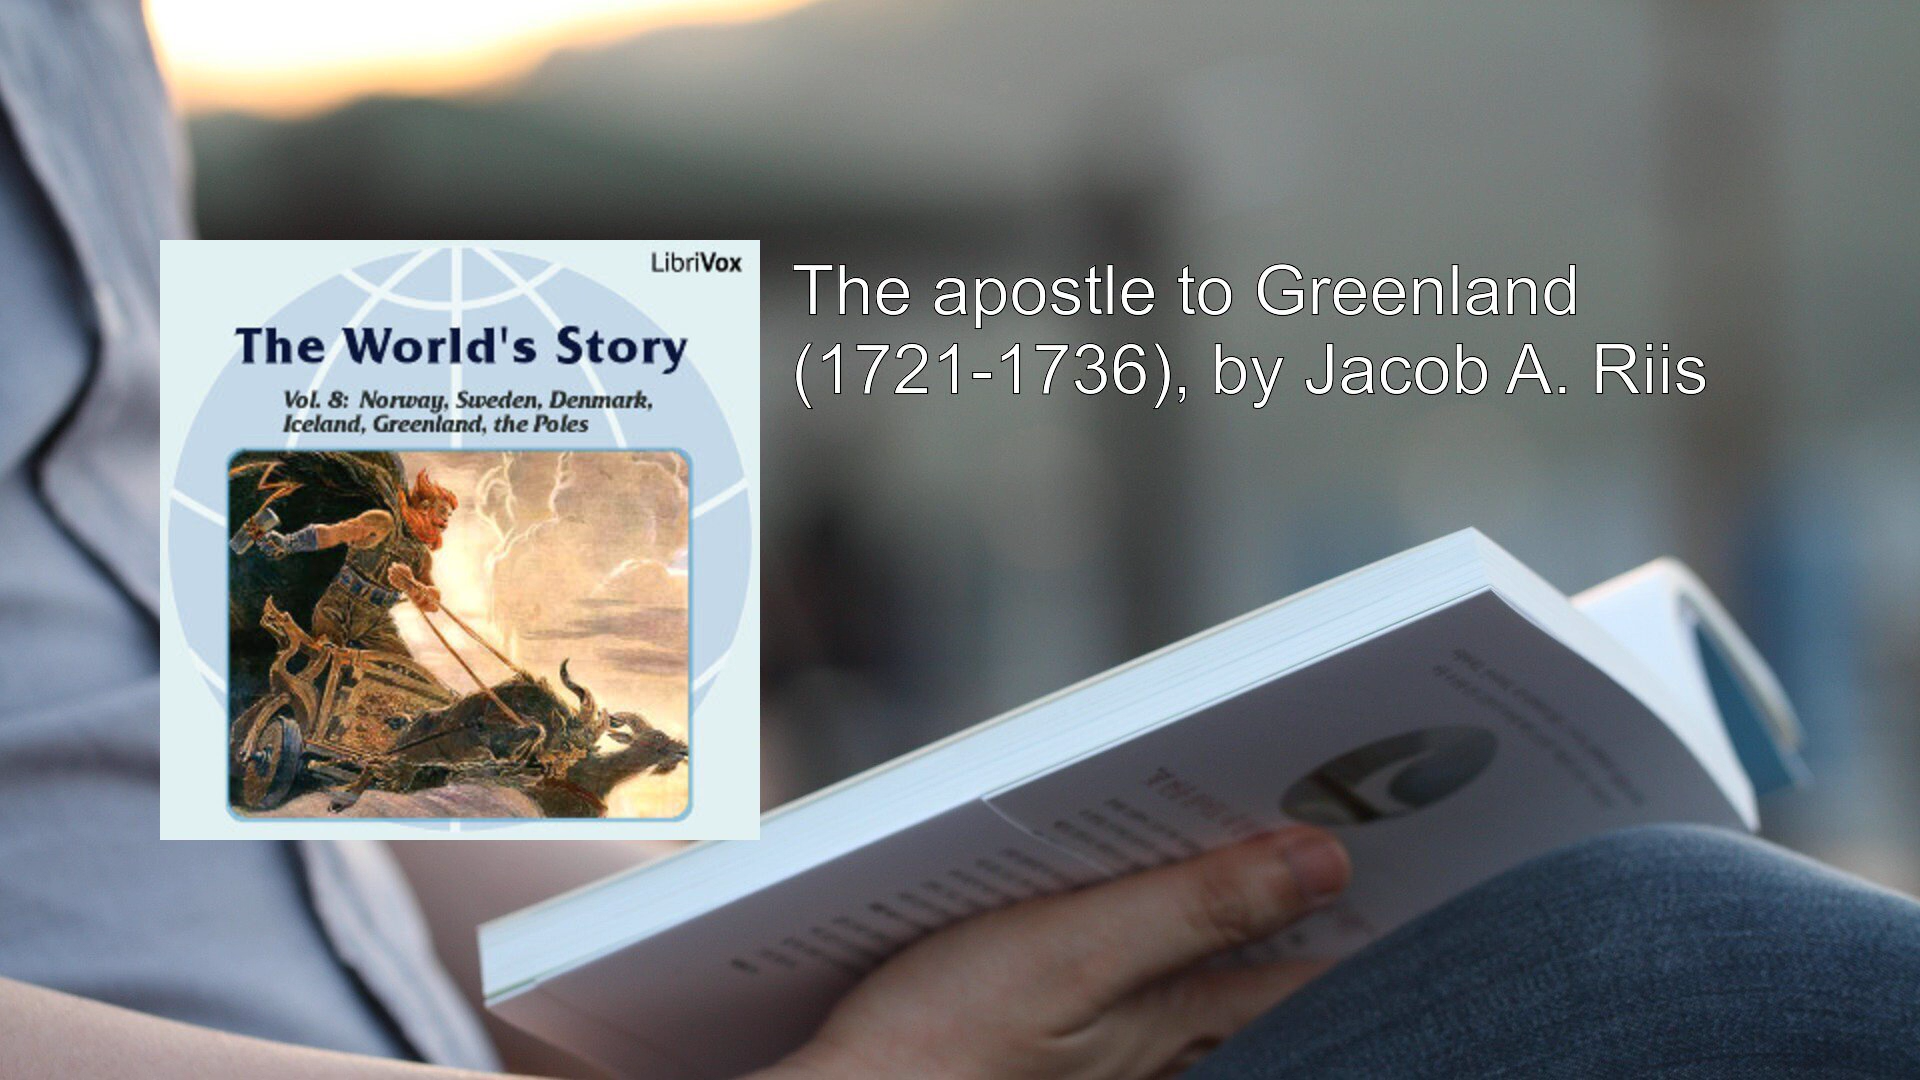 LibriVox
The World's Story
Vol. 8: Norway, Sweden, Denmark,
Iceland, Greenland, the Poles
The apostle to Greenland
(1721-1736), by Jacob A. Riis